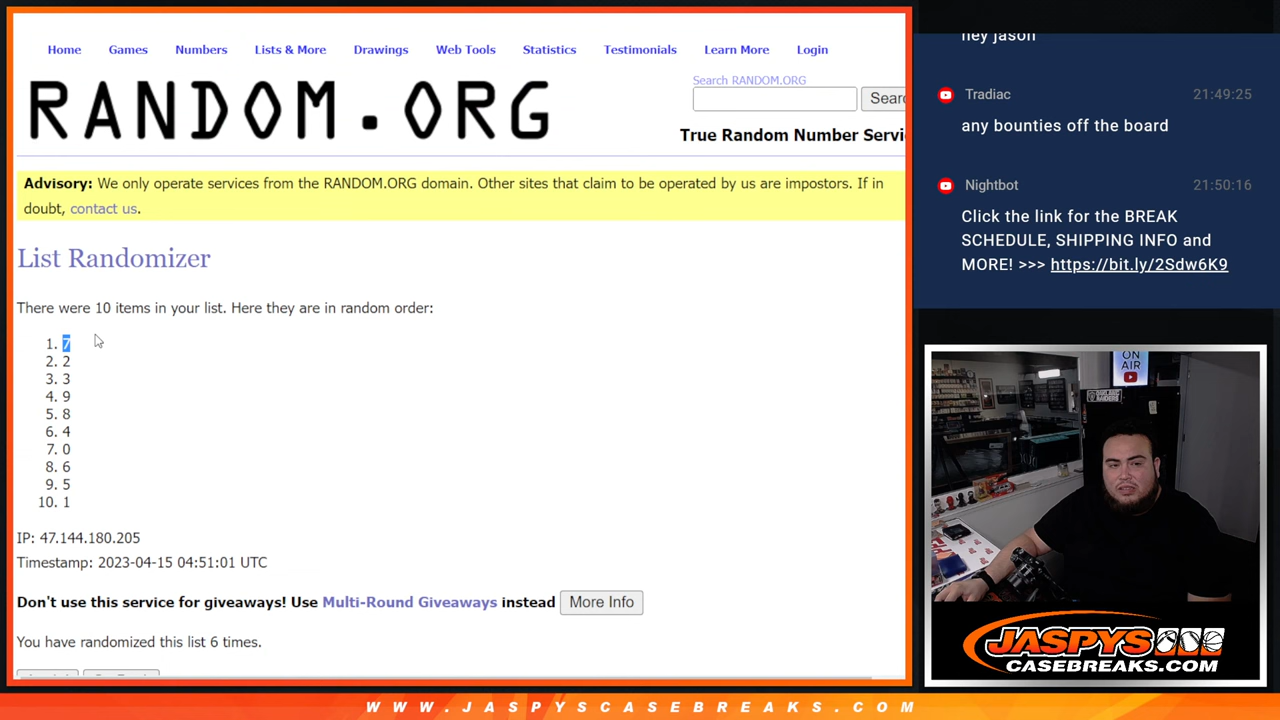 Home Games Numbers Lists & More Drawings Web Tools Statistics Testimonials Learn More Login
RANDOM.ORG
Search RANDOM.ORG
Sear
True Random Number Servi
Advisory: We only operate services from the RANDOM.ORG domain. Other sites that claim to be operated by us are impostors. If in
doubt, contact us.
List Randomizer
There were 10 items in your list. Here they are in random order:
1. 7
2. 2
3. 3
4. 9
5. 8
6. 4
7. 0
8. 6
9. 5
10. 1
IP: 47.144.180.205
Timestamp: 2023-04-15 04:51:01 UTC
Don't use this service for giveaways! Use Multi-Round Giveaways instead More Info
You have randomized this list 6 times.
hey jason
Tradiac 21:49:25
any bounties off the board
Nightbot 21:50:16
Click the link for the BREAK
SCHEDULE, SHIPPING INFO and
MORE! >>> https://bit.ly/2Sdw6K9
ON
AIR
JASPYS
CASEBREAKS.COM
WWW.JASPYSCASEBREAKS.COM